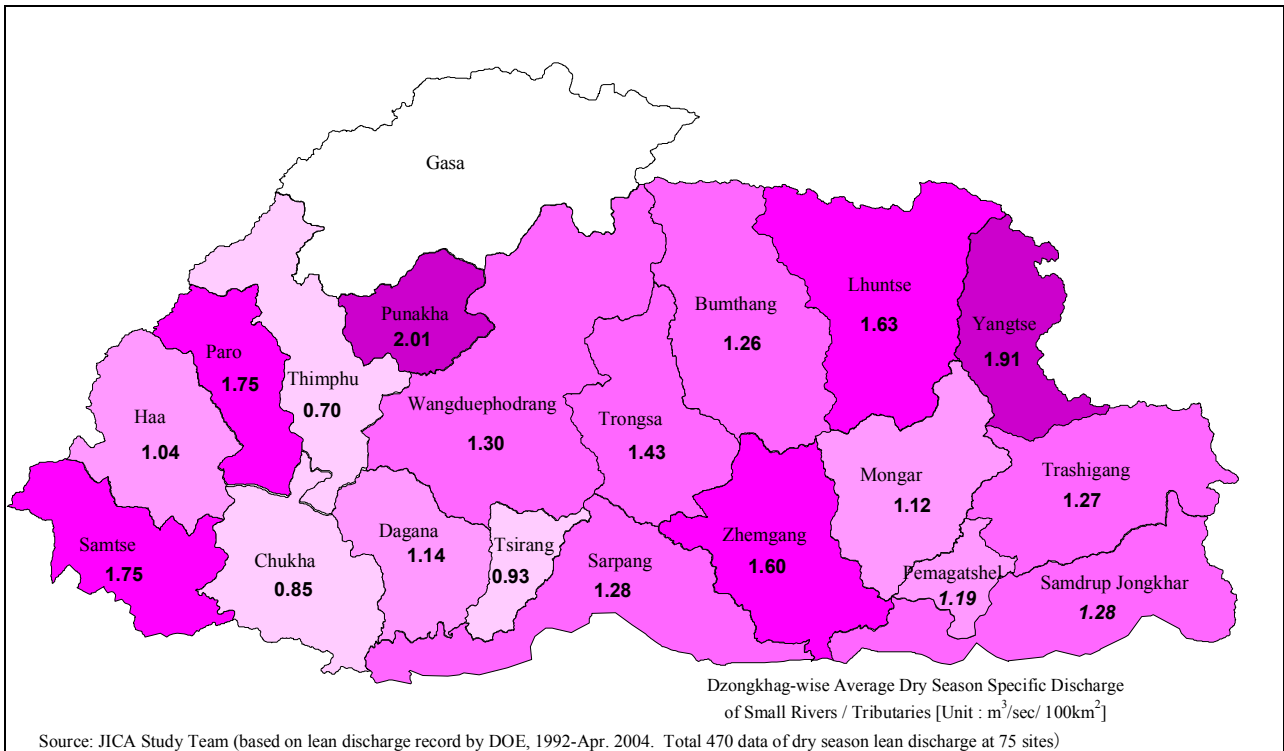 Gasa
Punakha
2.01
Bumthang
1.26
Lhuntse
1.63
Yangtse
1.91
Paro
1.75
Thimphu
0.70
Haa
1.04
Wangduephodrang
1.30
Trongsa
1.43
Mongar
1.12
Trashigang
1.27
Samtse
1.75
Chukha
0.85
Dagana
1.14
Tsirang
0.93
Sarpang
1.28
Zhemgang
1.60
Pemagatshel
1.19
Samdrup Jongkhar
1.28
Dzongkhag-wise Average Dry Season Specific Discharge
of Small Rivers / Tributaries [Unit : m³/sec/ 100km²]
Source: JICA Study Team (based on lean discharge record by DOE, 1992-Apr. 2004. Total 470 data of dry season lean discharge at 75 sites)